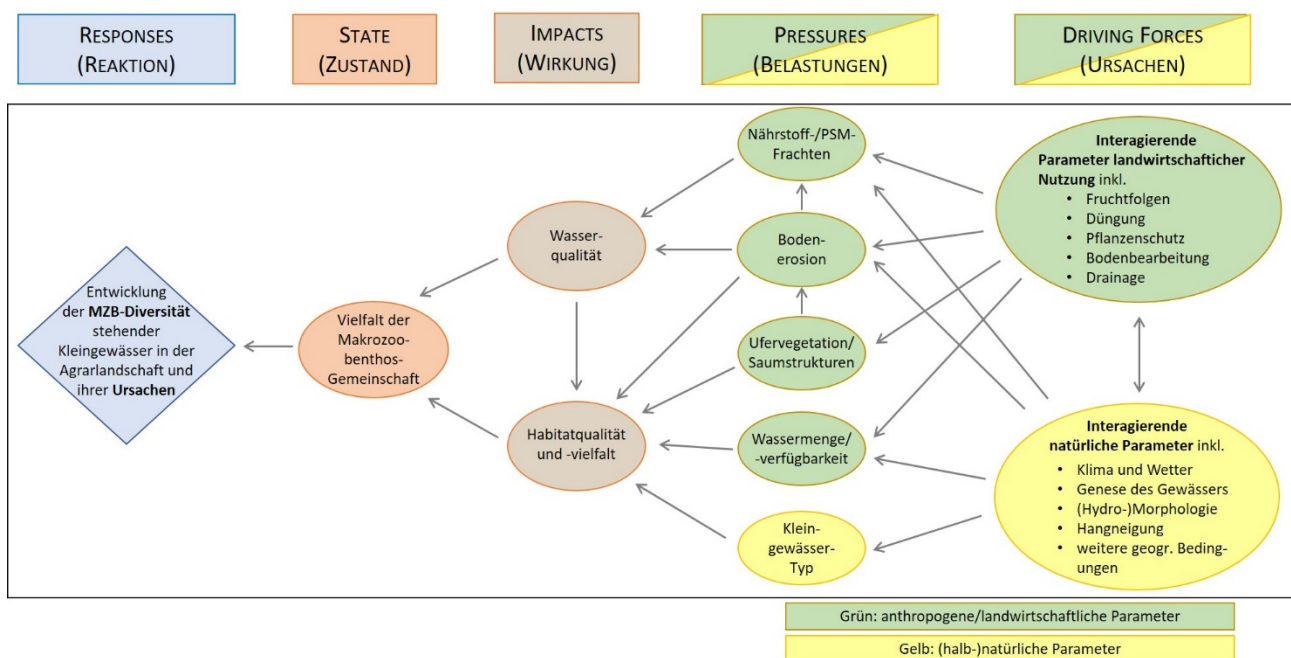 RESPONSES
(REAKTION)
STATE
(ZUSTAND)
IMPACTS
(WIRKUNG)
PRESSURES
(BELASTUNGEN)
DRIVING FORCES
(URSACHEN)
Entwicklung
der MZB-Diversität
stehender
Kleingewässer in der
Agrarlandschaft und
ihrer Ursachen
Vielfalt der
Makrozoo-
benthos-
Gemeinschaft
Wasser-
qualität
Habitatqualität
und -vielfalt
Nährstoff-/PSM-
Frachten
Boden-
erosion
Ufervegetation/
Saumstrukturen
Wassermenge/
-verfügbarkeit
Klein-
gewässer-
Typ
Interagierende
Parameter landwirtschafticher
Nutzung inkl.
• Fruchtfolgen
• Düngung
• Pflanzenschutz
• Bodenbearbeitung
• Drainage
Interagierende
natürliche Parameter inkl.
• Klima und Wetter
• Genese des Gewässers
• (Hydro-)Morphologie
• Hangneigung
• weitere geogr. Beding-
ungen
Grün: anthropogene/landwirtschaftliche Parameter
Gelb: (halb-)natürliche Parameter